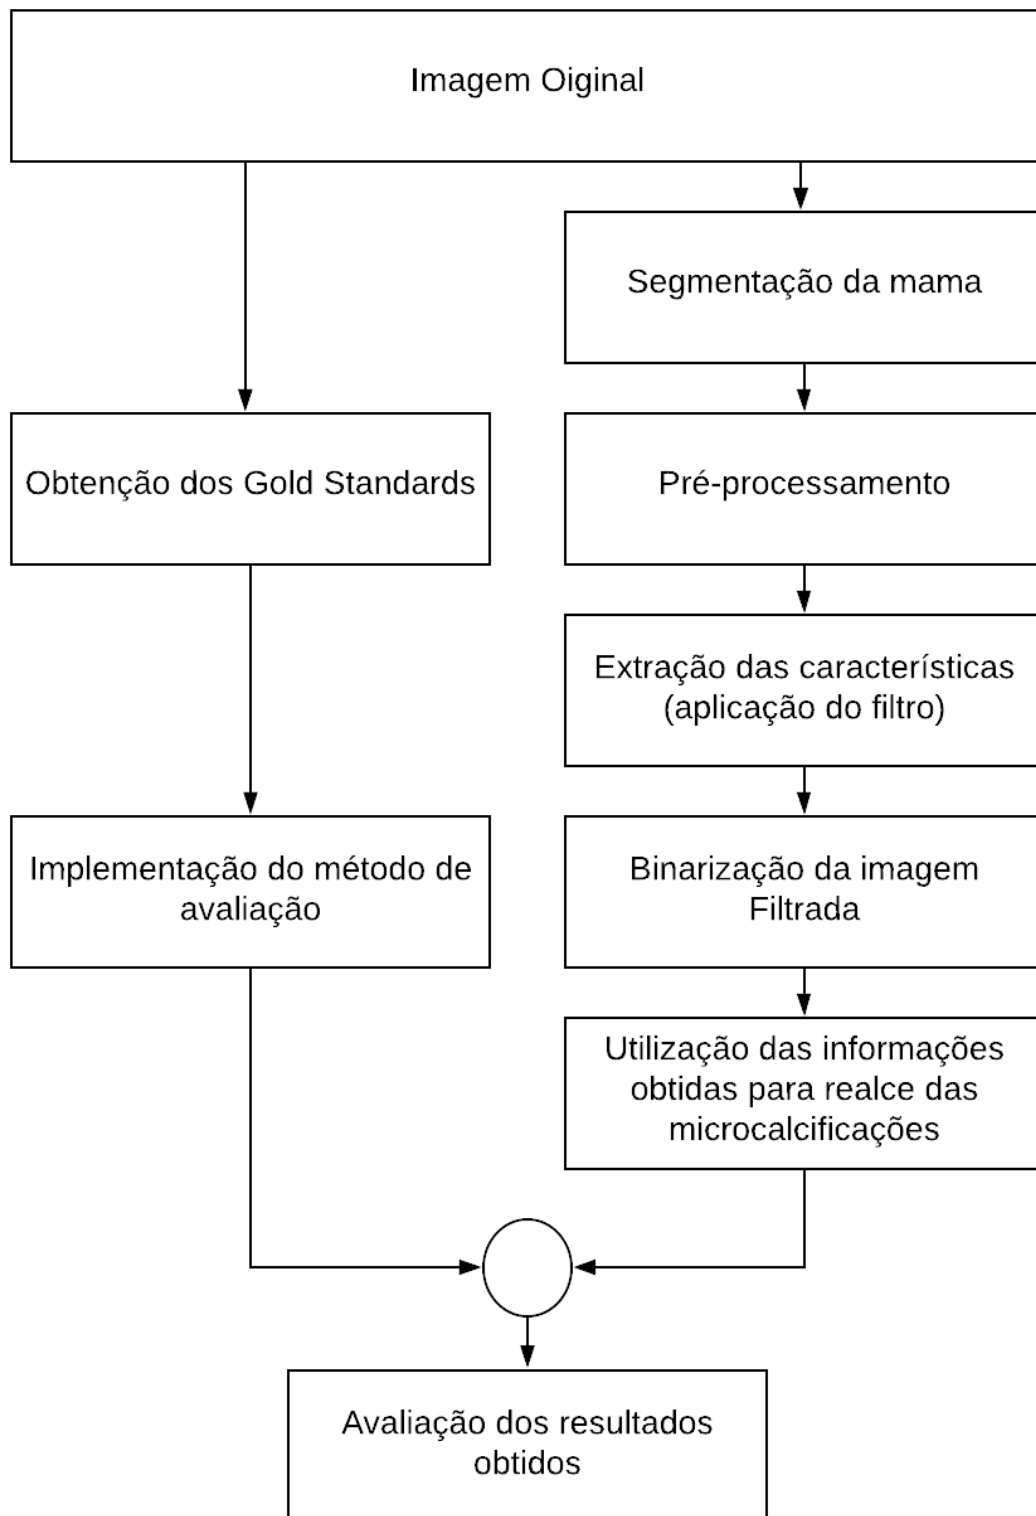 Imagem Oiginal
Segmentação da mama
Obtenção dos Gold Standards
Pré-processamento
Extração das característísticas
(aplicação do filtro)
Implementação do método de
avaliação
Binarização da imagem
Filtrada
Utilização das informações
obtidas para realce das
microcalcificações
Avaliação dos resultados
obtidos